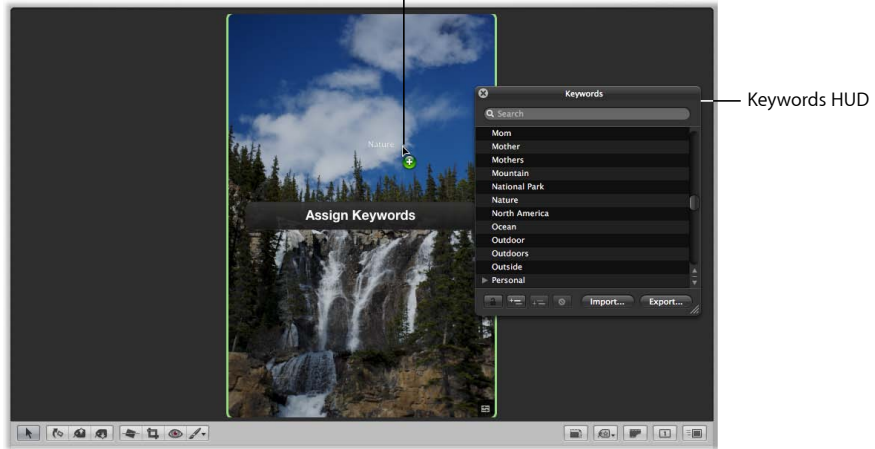 Keywords
Keywords HUD
Search
Mom
Mother
Mothers
Nature
Mountain
National Park
Nature
Assign Keywords
North America
Ocean
Outdoor
Outdoors
Outside
Personal
Import...
Export...
1